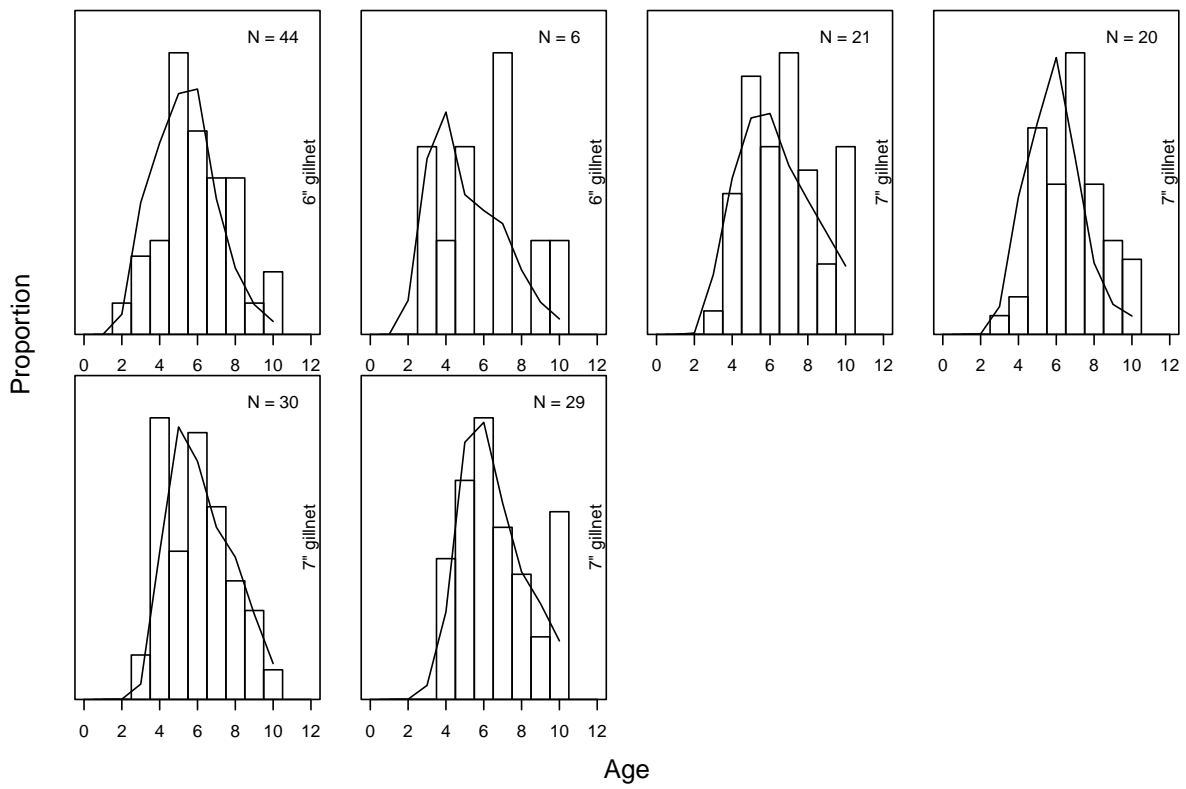 Proportion
N = 44
6" gillnet
0 2 4 6 8 10 12
N = 6
6" gillnet
0 2 4 6 8 10 12
N = 21
7" gillnet
0 2 4 6 8 10 12
N = 20
7" gillnet
0 2 4 6 8 10 12
N = 30
7" gillnet
0 2 4 6 8 10 12
N = 29
7" gillnet
0 2 4 6 8 10 12
Age